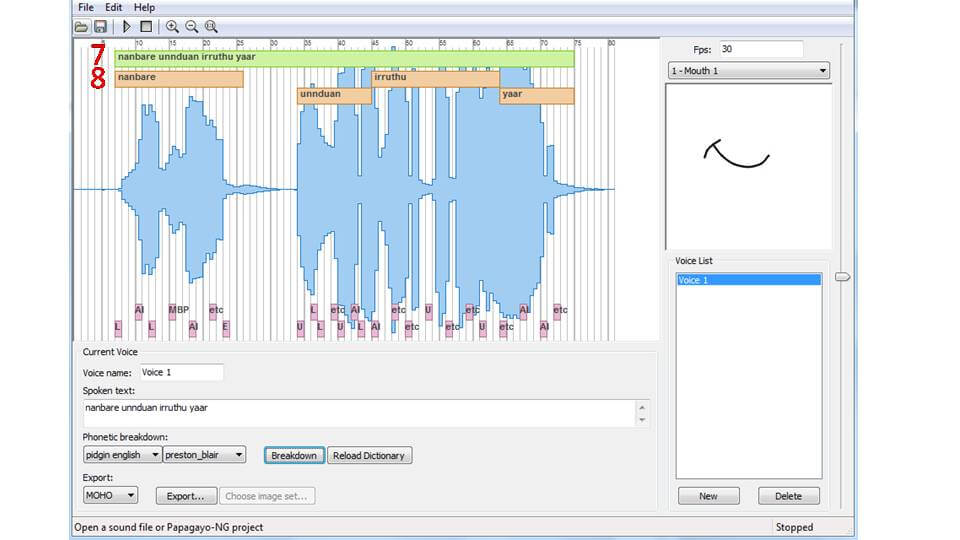 File Edit Help
5 10 15 20 25 30 35 40 45 50 55 60 65 70 75 80
7 nanbare unnduan irruthu yaar
8 nanbare irruthu
unnduan yaar
Fps: 30
1 - Mouth 1
AI MBP etc L etc AI etc U etc AI etc
L L AI E U L U L AI etc etc U etc AI
Voice List
Voice 1
Current Voice
Voice name: Voice 1
Spoken text:
nanbare unnduan irruthu yaar
Phonetic breakdown:
pidgin english preston_blair Breakdown Reload Dictionary
Export:
MOHO Export... Choose image set...
New Delete
Open a sound file or Papagayo-NG project Stopped